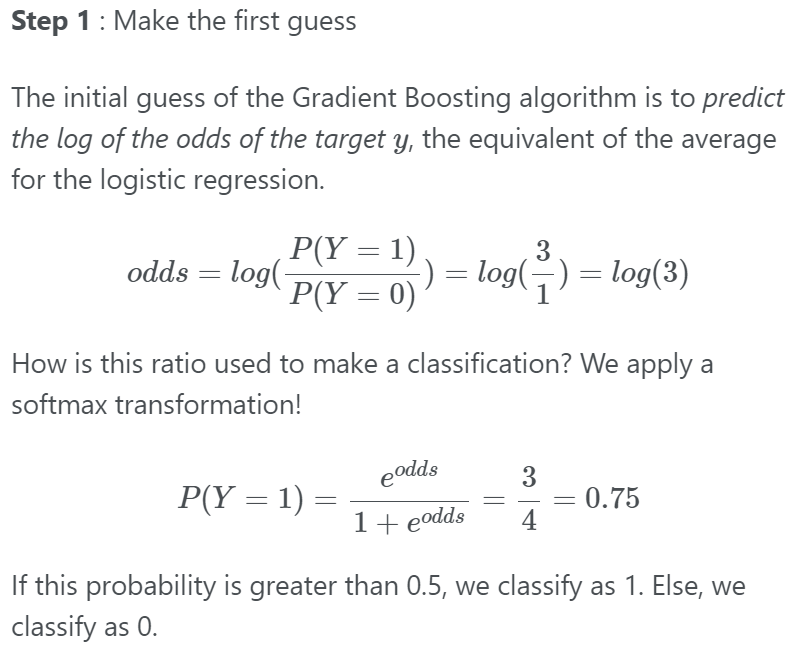 Step 1 : Make the first guess
The initial guess of the Gradient Boosting algorithm is to predict
the log of the odds of the target y, the equivalent of the average
for the logistic regression.
odds = log(P(Y = 1)/P(Y = 0)) = log(3/1) = log(3)
How is this ratio used to make a classification? We apply a
softmax transformation!
P(Y = 1) = e^odds/(1 + e^odds) = 3/4 = 0.75
If this probability is greater than 0.5, we classify as 1. Else, we
classify as 0.